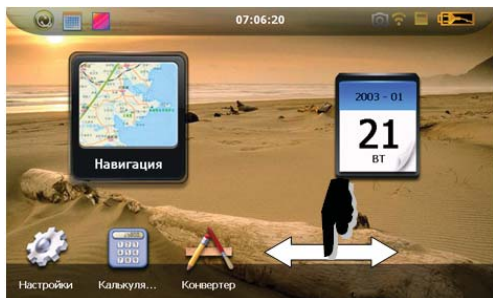 07:06:20
2003 - 01
21
ВТ
Навигация
Настройки
Калькуля...
Конвертер